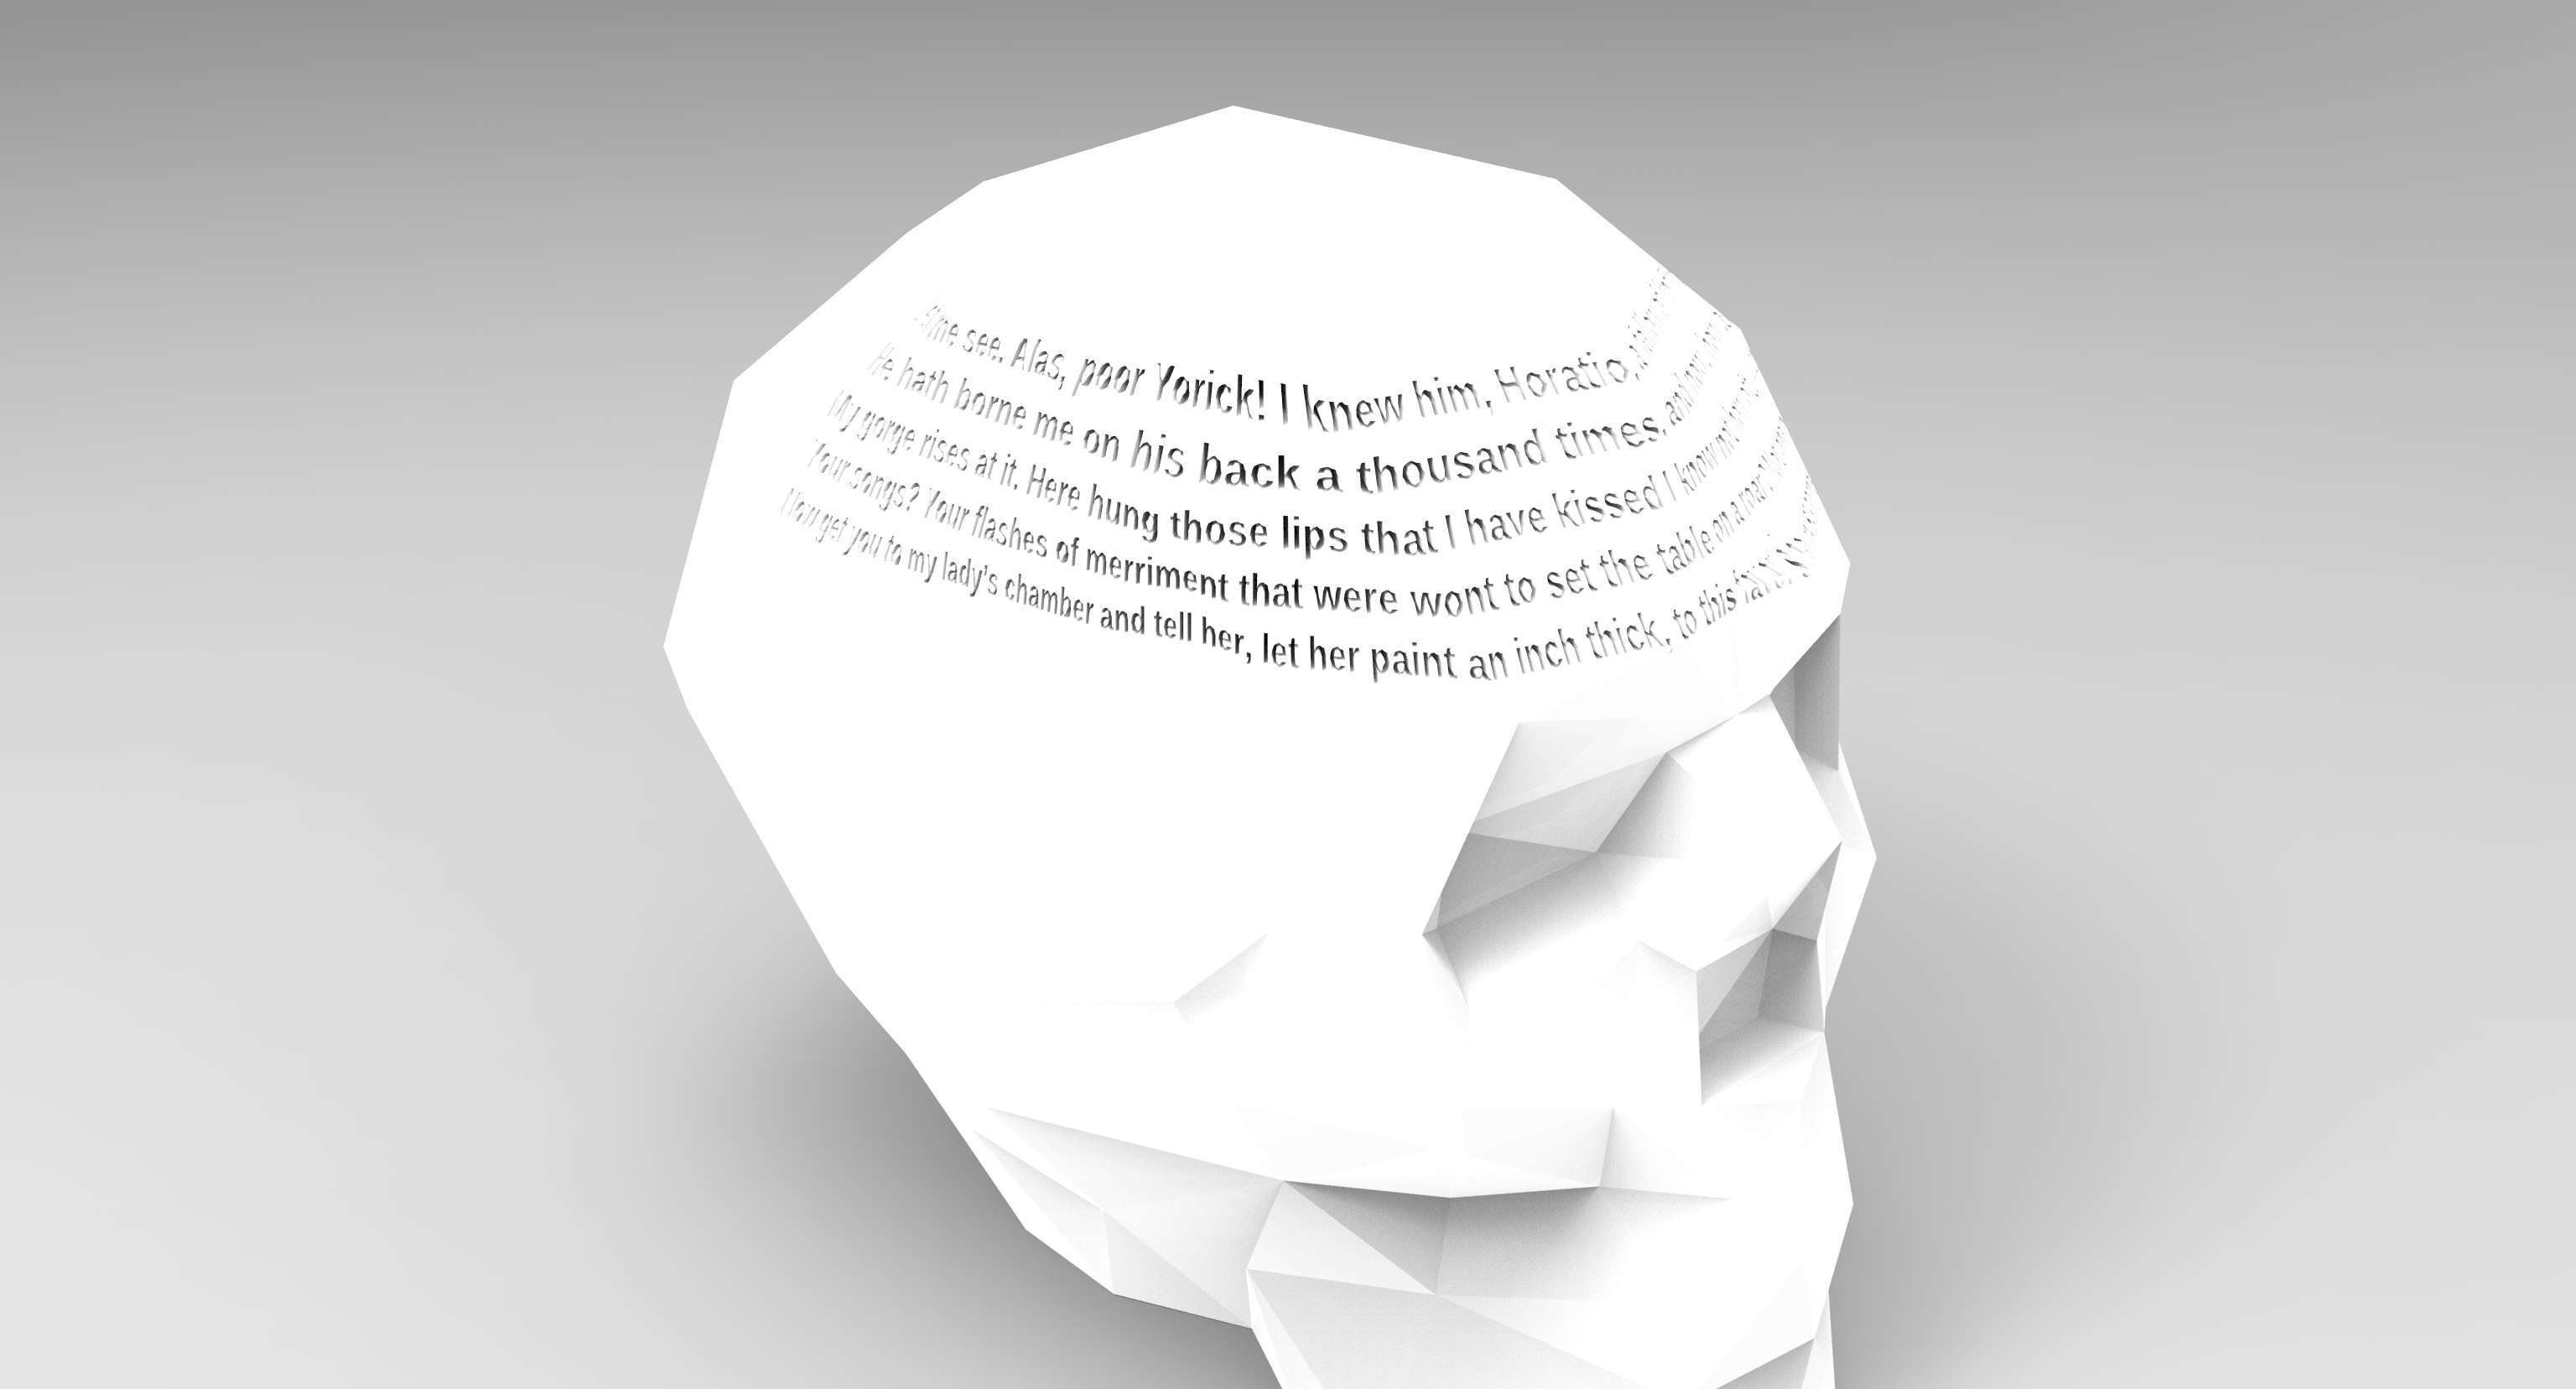 me see. Alas, poor Yorick! I knew him, Horatio, a
He hath borne me on his back a thousand times, and now, how
My gorge rises at it. Here hung those lips that I have kissed I know not how
Your songs? Your flashes of merriment that were wont to set the table on a roar?
Now get you to my lady's chamber and tell her, let her paint an inch thick, to this